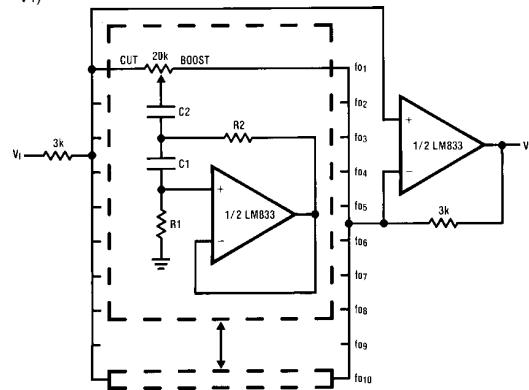 V1)
CUT 20k BOOST
fo1
C2
fo2
R2
fo3
VI
3k
C1
+
1/2 LM833
−
V
fo4
+
1/2 LM833
−
R1
fo5
3k
fo6
fo7
fo8
fo9
fo10